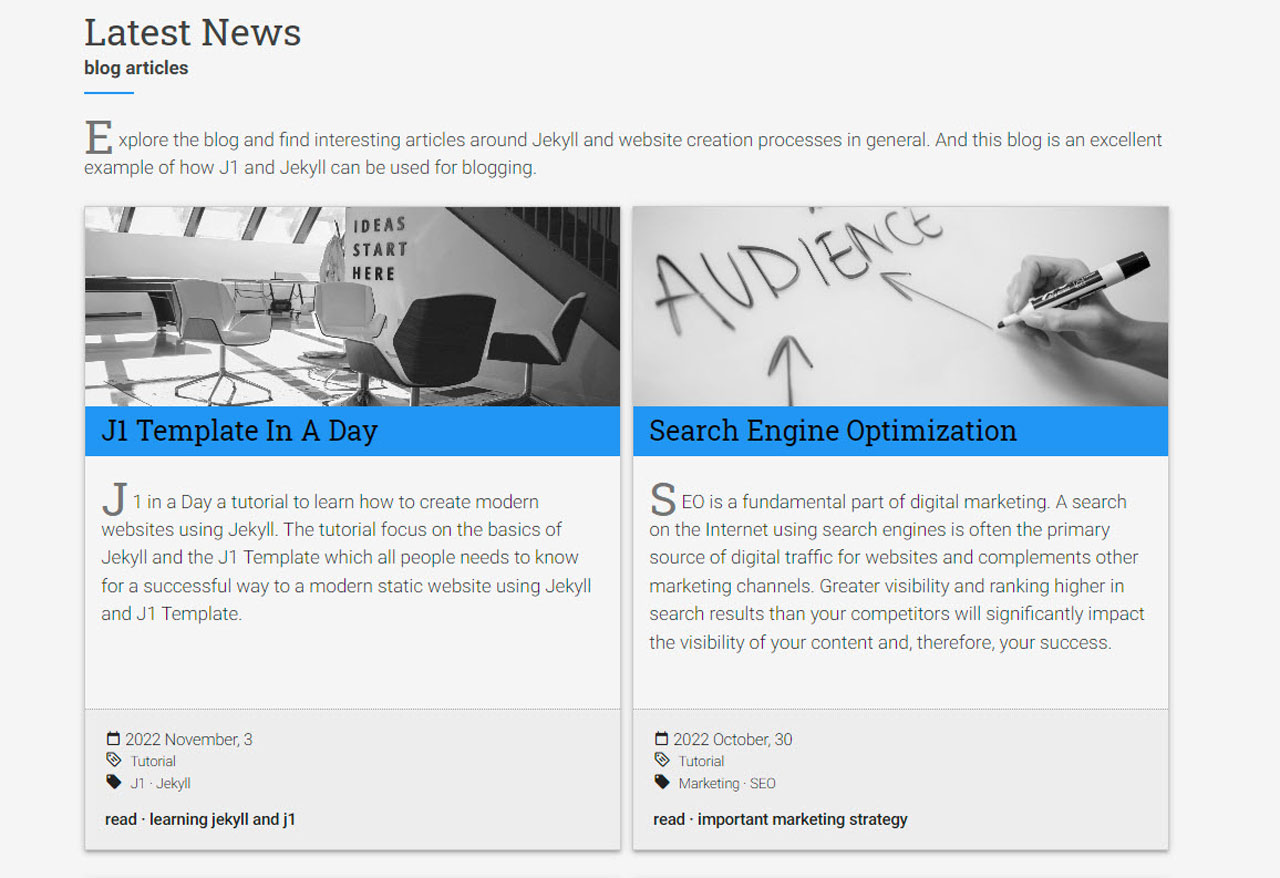 Latest News
blog articles
Explore the blog and find interesting articles around Jekyll and website creation processes in general. And this blog is an excellent
example of how J1 and Jekyll can be used for blogging.
IDEAS
START
HERE
J1 Template In A Day
J1 in a Day a tutorial to learn how to create modern
websites using Jekyll. The tutorial focus on the basics of
Jekyll and the J1 Template which all people needs to know
for a successful way to a modern static website using Jekyll
and J1 Template.
2022 November, 3
Tutorial
J1 · Jekyll
read · learning jekyll and j1
AUDIENCE
Search Engine Optimization
SEO is a fundamental part of digital marketing. A search
on the Internet using search engines is often the primary
source of digital traffic for websites and complements other
marketing channels. Greater visibility and ranking higher in
search results than your competitors will significantly impact
the visibility of your content and, therefore, your success.
2022 October, 30
Tutorial
Marketing · SEO
read · important marketing strategy